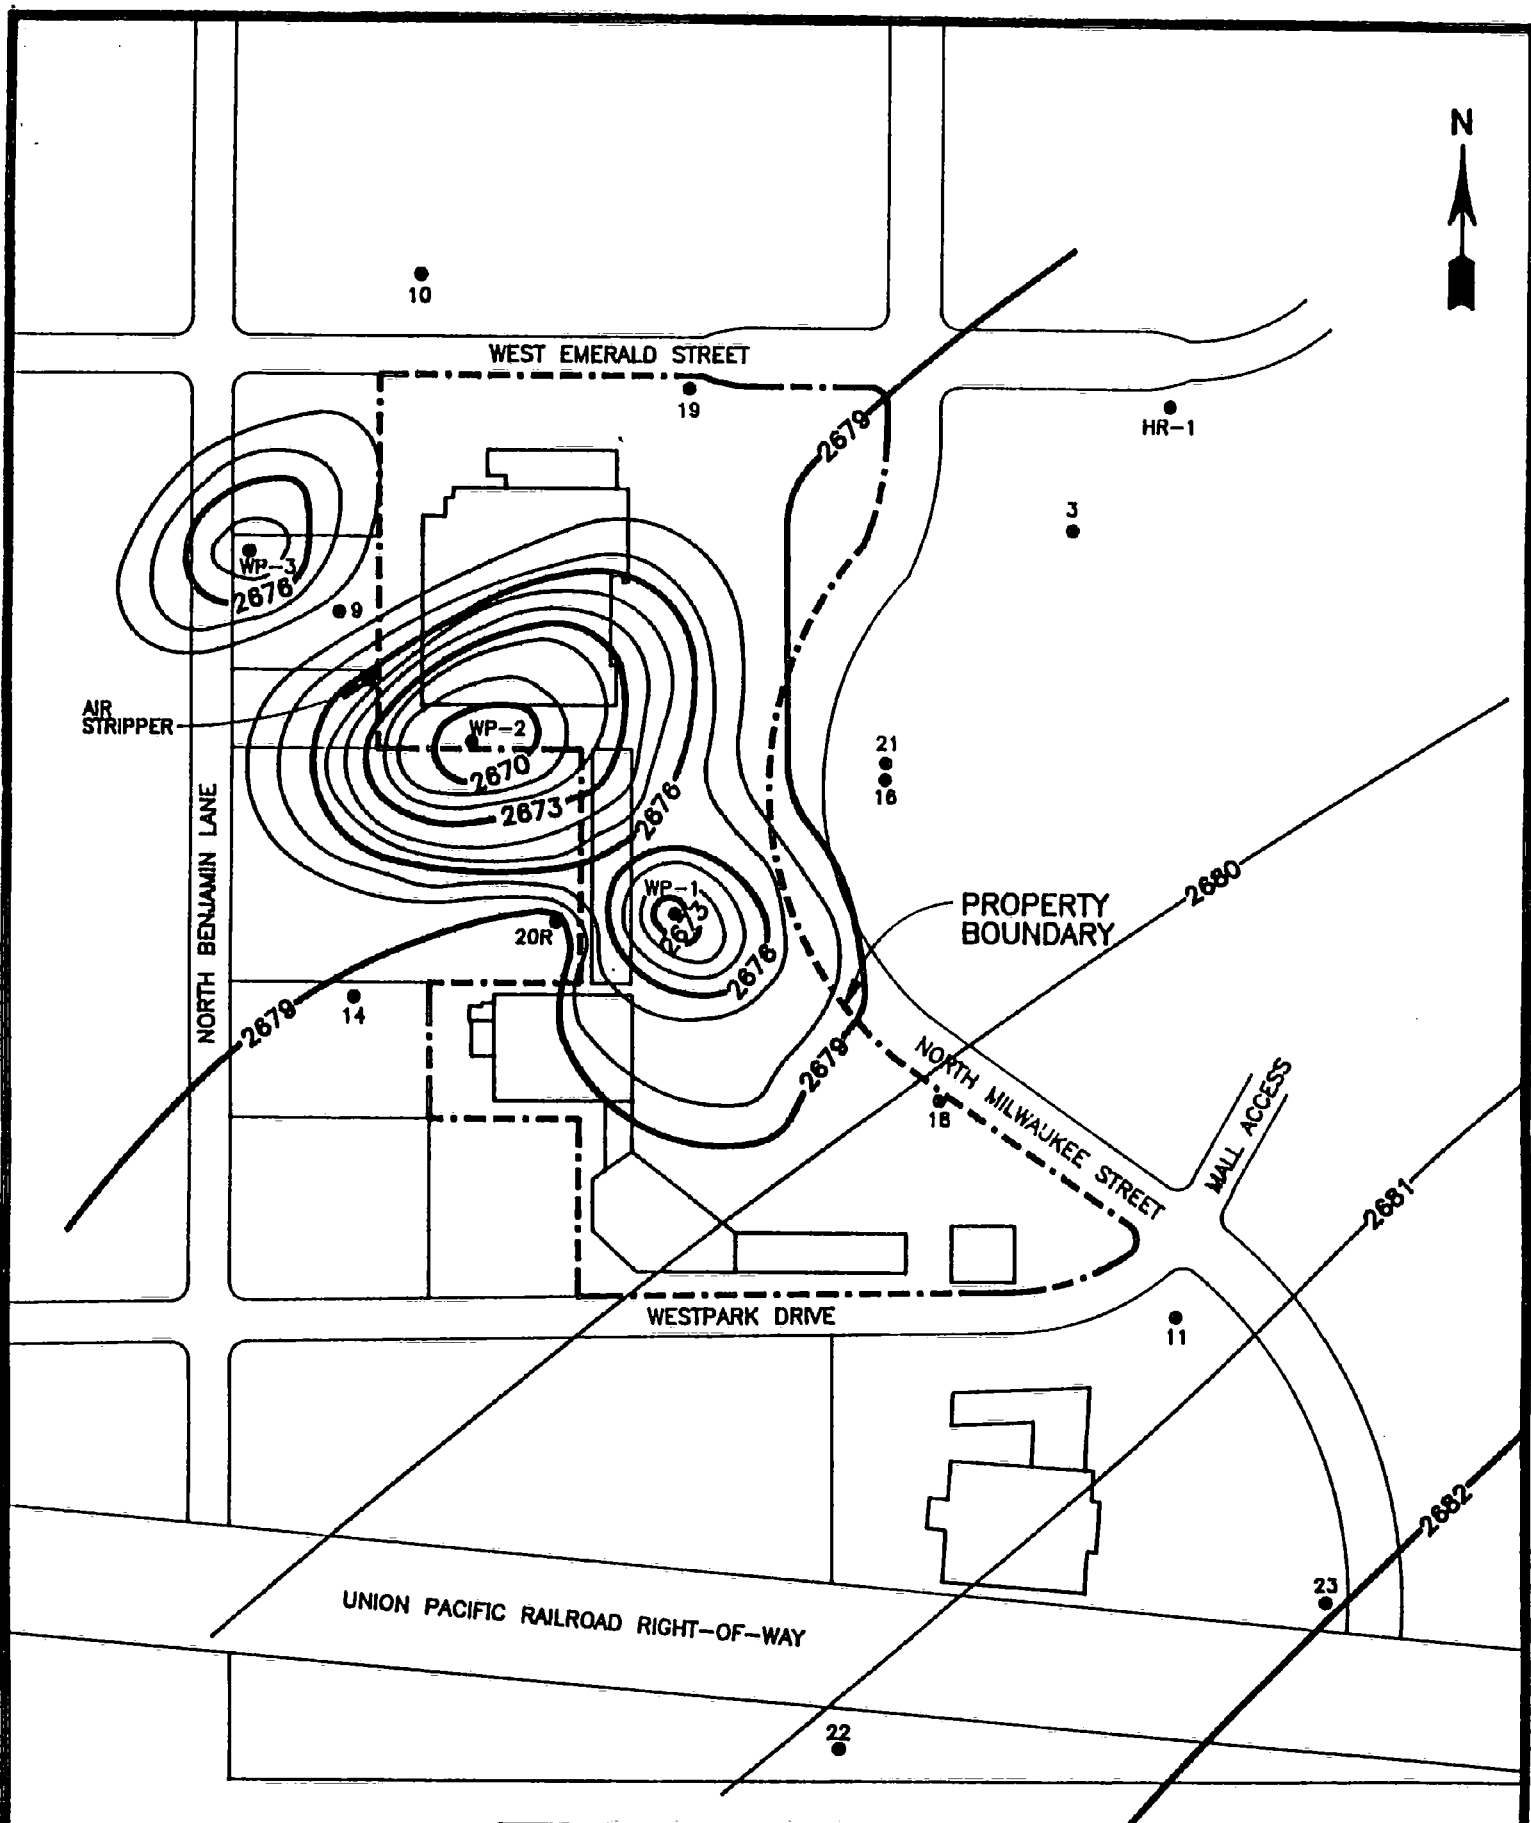 N
10
WEST EMERALD STREET
19
2679
HR-1
3
WP-3
2676
9
AIR
STRIPPER
WP-2
2670
2673
2676
21
16
NORTH BENJAMIN LANE
WP-1
2673
2676
2680
PROPERTY
BOUNDARY
20R
14
2679
2679
NORTH MILWAUKEE STREET
18
MALL ACCESS
2681
WESTPARK DRIVE
11
2682
UNION PACIFIC RAILROAD RIGHT-OF-WAY
23
22